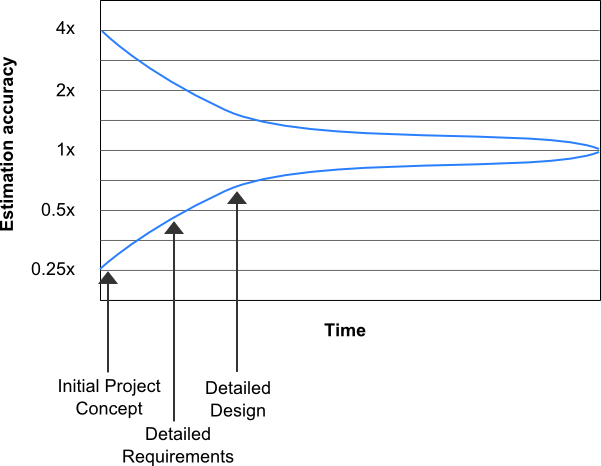 4x
2x
1x
0.5x
0.25x
Estimation accuracy
Time
Initial Project
Concept
Detailed
Requirements
Detailed
Design